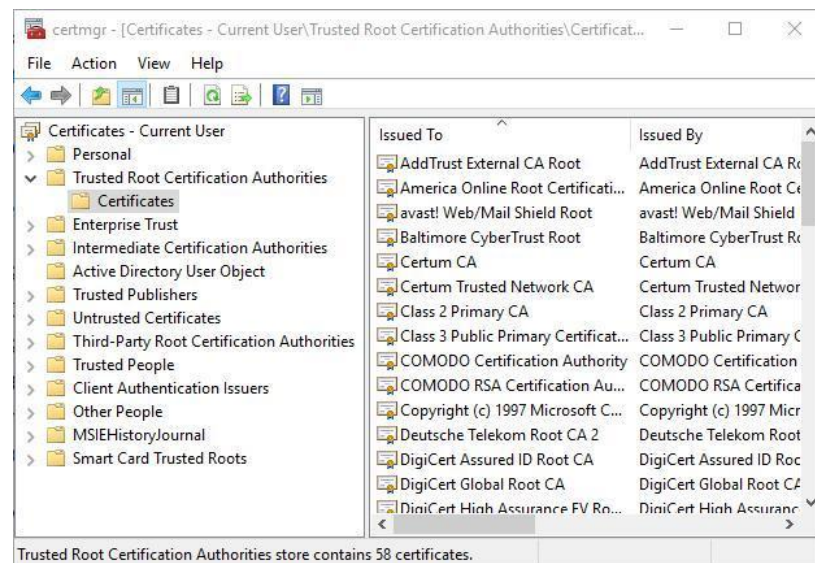 certmgr - [Certificates - Current User\Trusted Root Certification Authorities\Certificat...
File Action View Help
Certificates - Current User
Personal
Trusted Root Certification Authorities
Certificates
Enterprise Trust
Intermediate Certification Authorities
Active Directory User Object
Trusted Publishers
Untrusted Certificates
Third-Party Root Certification Authorities
Trusted People
Client Authentication Issuers
Other People
MSIEHistoryJournal
Smart Card Trusted Roots
Issued To Issued By
AddTrust External CA Root AddTrust External CA Ro
America Online Root Certificati... America Online Root Ce
avast! Web/Mail Shield Root avast! Web/Mail Shield
Baltimore CyberTrust Root Baltimore CyberTrust Ro
Certum CA Certum CA
Certum Trusted Network CA Certum Trusted Networ
Class 2 Primary CA Class 2 Primary CA
Class 3 Public Primary Certificat... Class 3 Public Primary C
COMODO Certification Authority COMODO Certification
COMODO RSA Certification Au... COMODO RSA Certifica
Copyright (c) 1997 Microsoft C... Copyright (c) 1997 Micr
Deutsche Telekom Root CA 2 Deutsche Telekom Root
DigiCert Assured ID Root CA DigiCert Assured ID Roo
DigiCert Global Root CA DigiCert Global Root CA
DigiCert High Assurance EV Ro... DigiCert High Assuranc
Trusted Root Certification Authorities store contains 58 certificates.